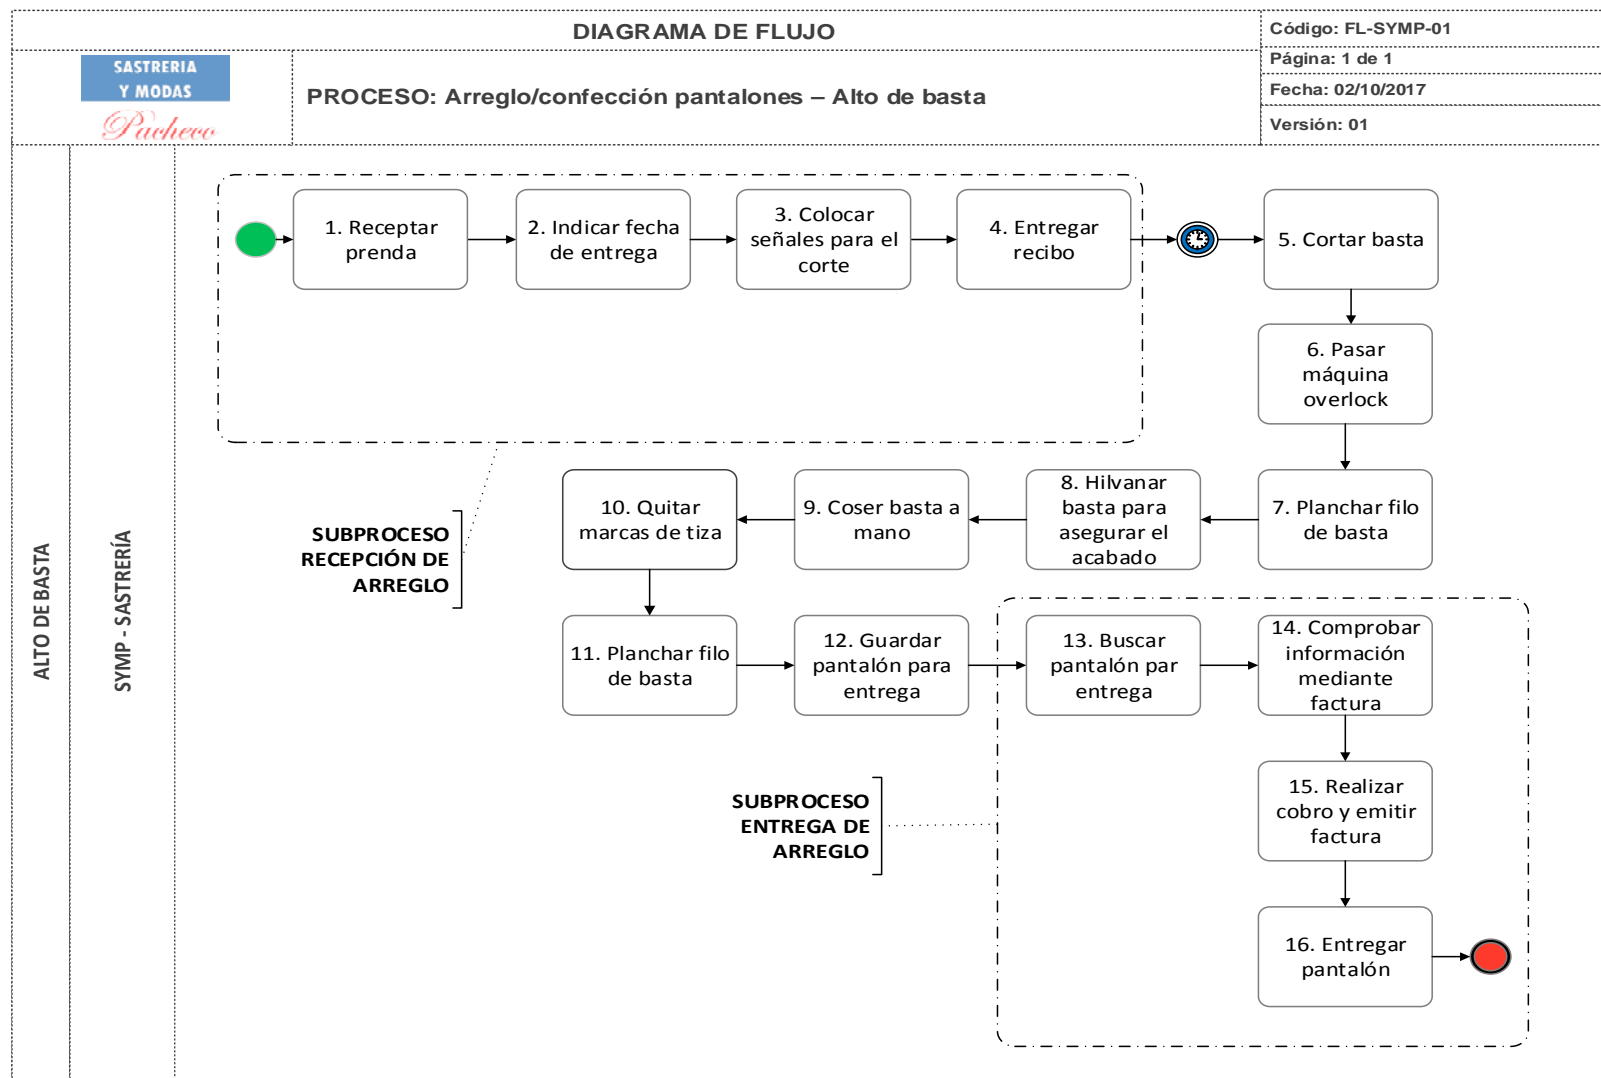 DIAGRAMA DE FLUJO
Código: FL-SYMP-01
Página: 1 de 1
Fecha: 02/10/2017
Versión: 01
SASTRERIA
Y MODAS
Pacheco
PROCESO: Arreglo/confección pantalones – Alto de basta
ALTO DE BASTA
SYMP - SASTRERÍA
1. Receptar
prenda
2. Indicar fecha
de entrega
3. Colocar
señales para el
corte
4. Entregar
recibo
5. Cortar basta
6. Pasar
máquina
overlock
7. Planchar filo
de basta
8. Hilvanar
basta para
asegurar el
acabado
9. Coser basta a
mano
10. Quitar
marcas de tiza
SUBPROCESO
RECEPCIÓN DE
ARREGLO
11. Planchar filo
de basta
12. Guardar
pantalón para
entrega
13. Buscar
pantalón par
entrega
14. Comprobar
información
mediante
factura
15. Realizar
cobro y emitir
factura
SUBPROCESO
ENTREGA DE
ARREGLO
16. Entregar
pantalón